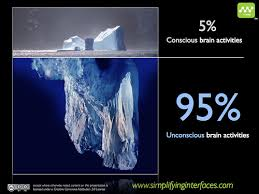 5%
Conscious brain activities
95%
Unconscious brain activities
www.simplifyinginterfaces.com